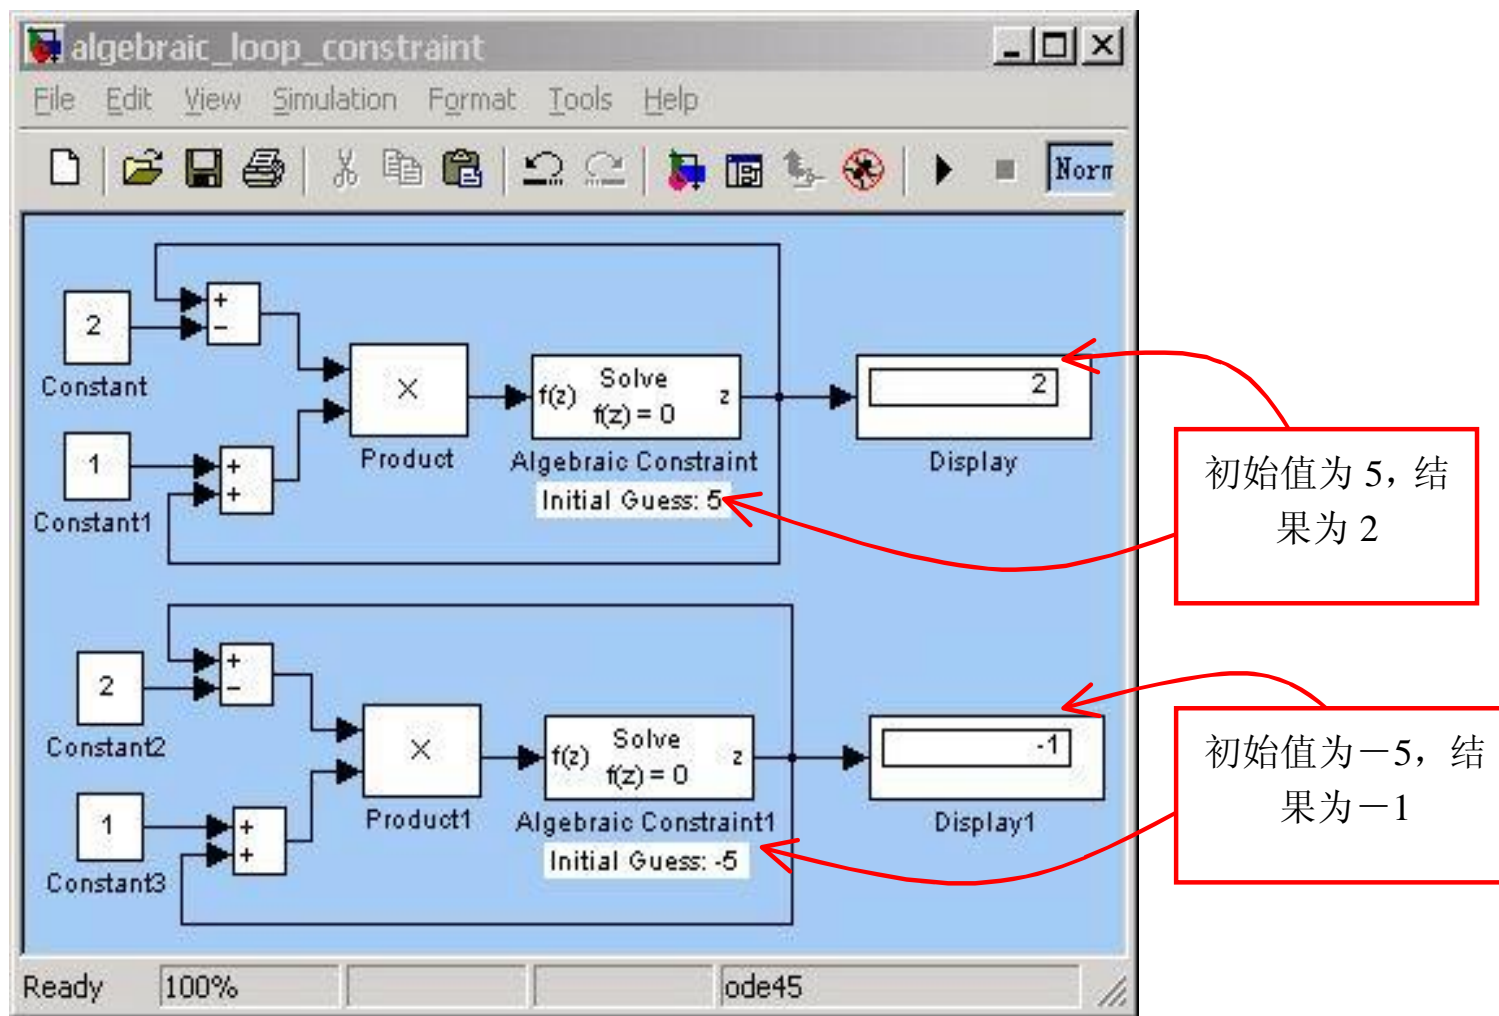 algebraic_loop_constraint
File Edit View Simulation Format Tools Help
Norm
2
Constant
+
−
1
Constant1
+
+
×
Product
f(z) Solve f(z) = 0 z
Algebraic Constraint
Initial Guess: 5
2
Display
初始值为 5，结
果为 2
2
Constant2
+
−
1
Constant3
+
+
×
Product1
f(z) Solve f(z) = 0 z
Algebraic Constraint1
Initial Guess: -5
-1
Display1
初始值为－5，结
果为－1
Ready 100% ode45